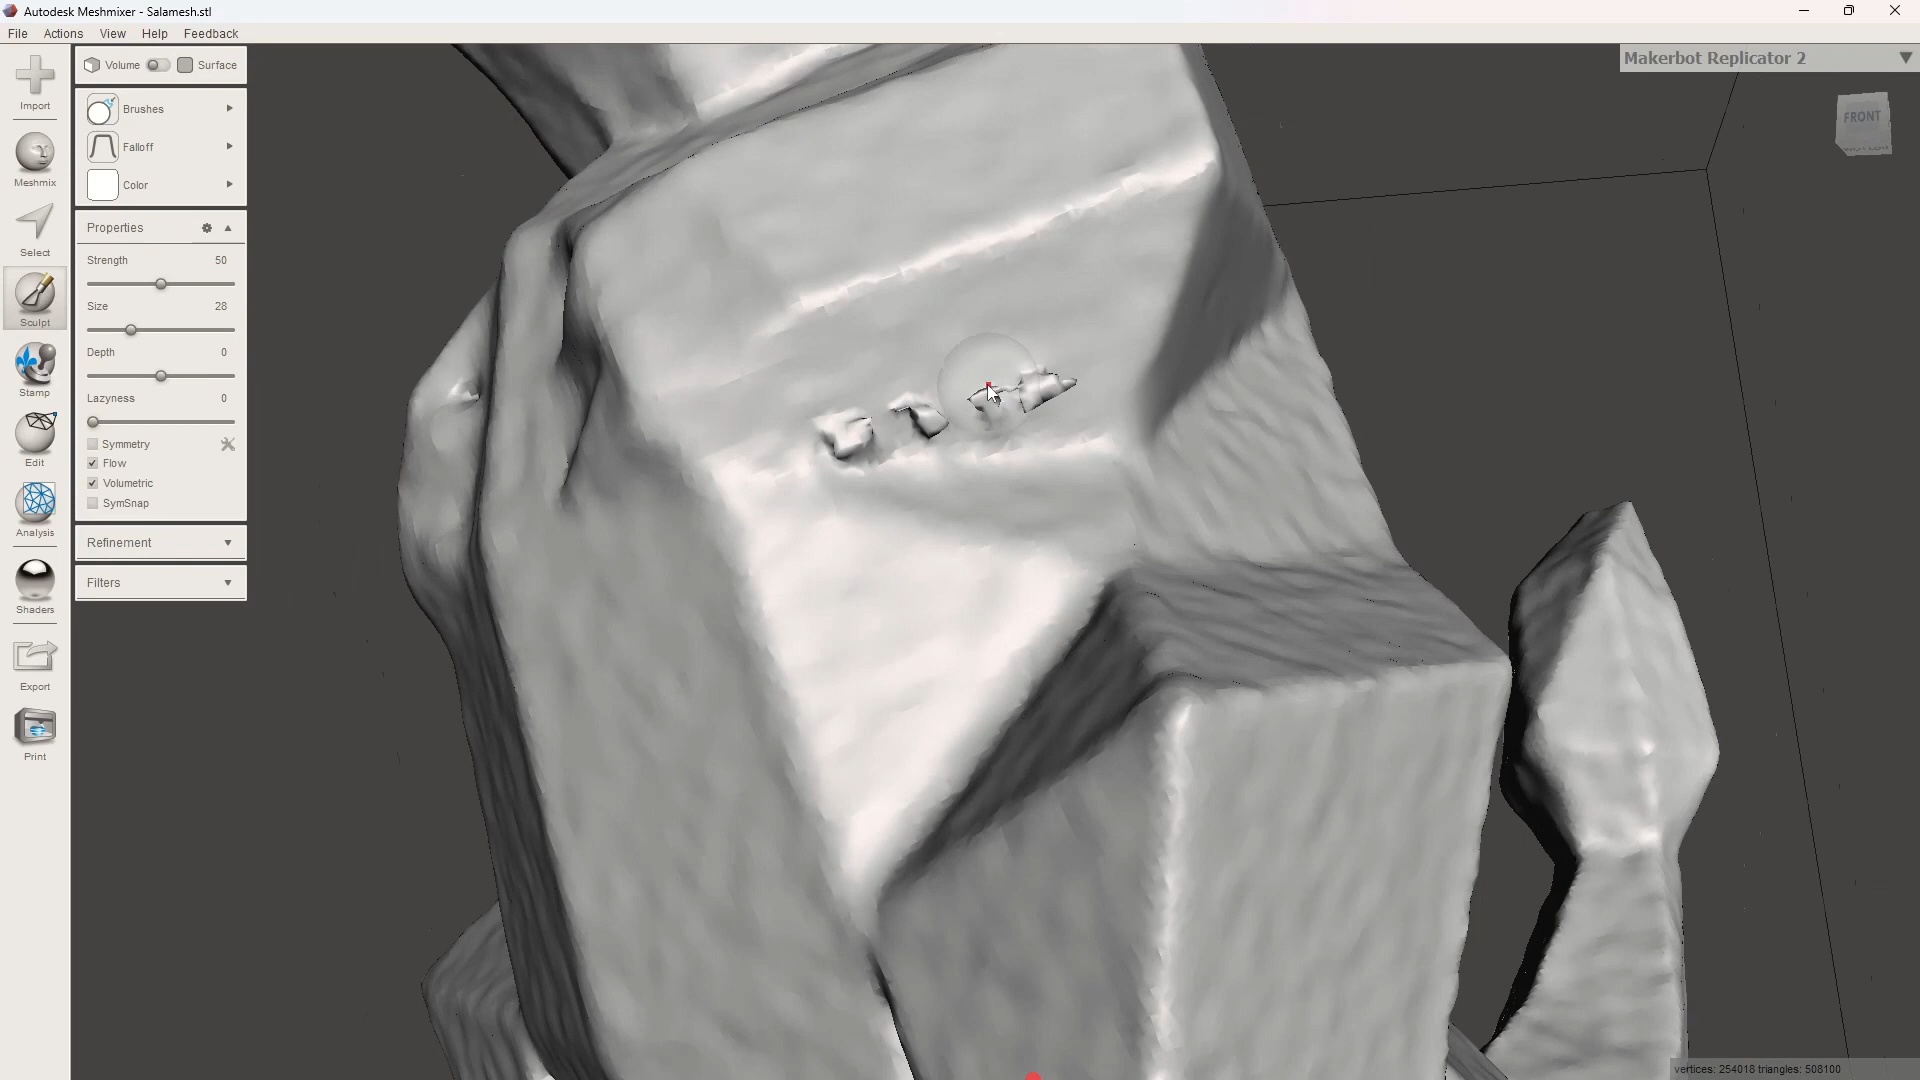 Autodesk Meshmixer - Salamesh.stl
File Actions View Help Feedback
Import
Meshmix
Select
Sculpt
Stamp
Edit
Analysis
Shaders
Export
Print
Volume Surface
Brushes
Falloff
Color
Properties
Strength 50
Size 28
Depth 0
Lazyness 0
Symmetry
Flow
Volumetric
SymSnap
Refinement
Filters
Makerbot Replicator 2
FRONT
vertices: 254018 triangles: 508100